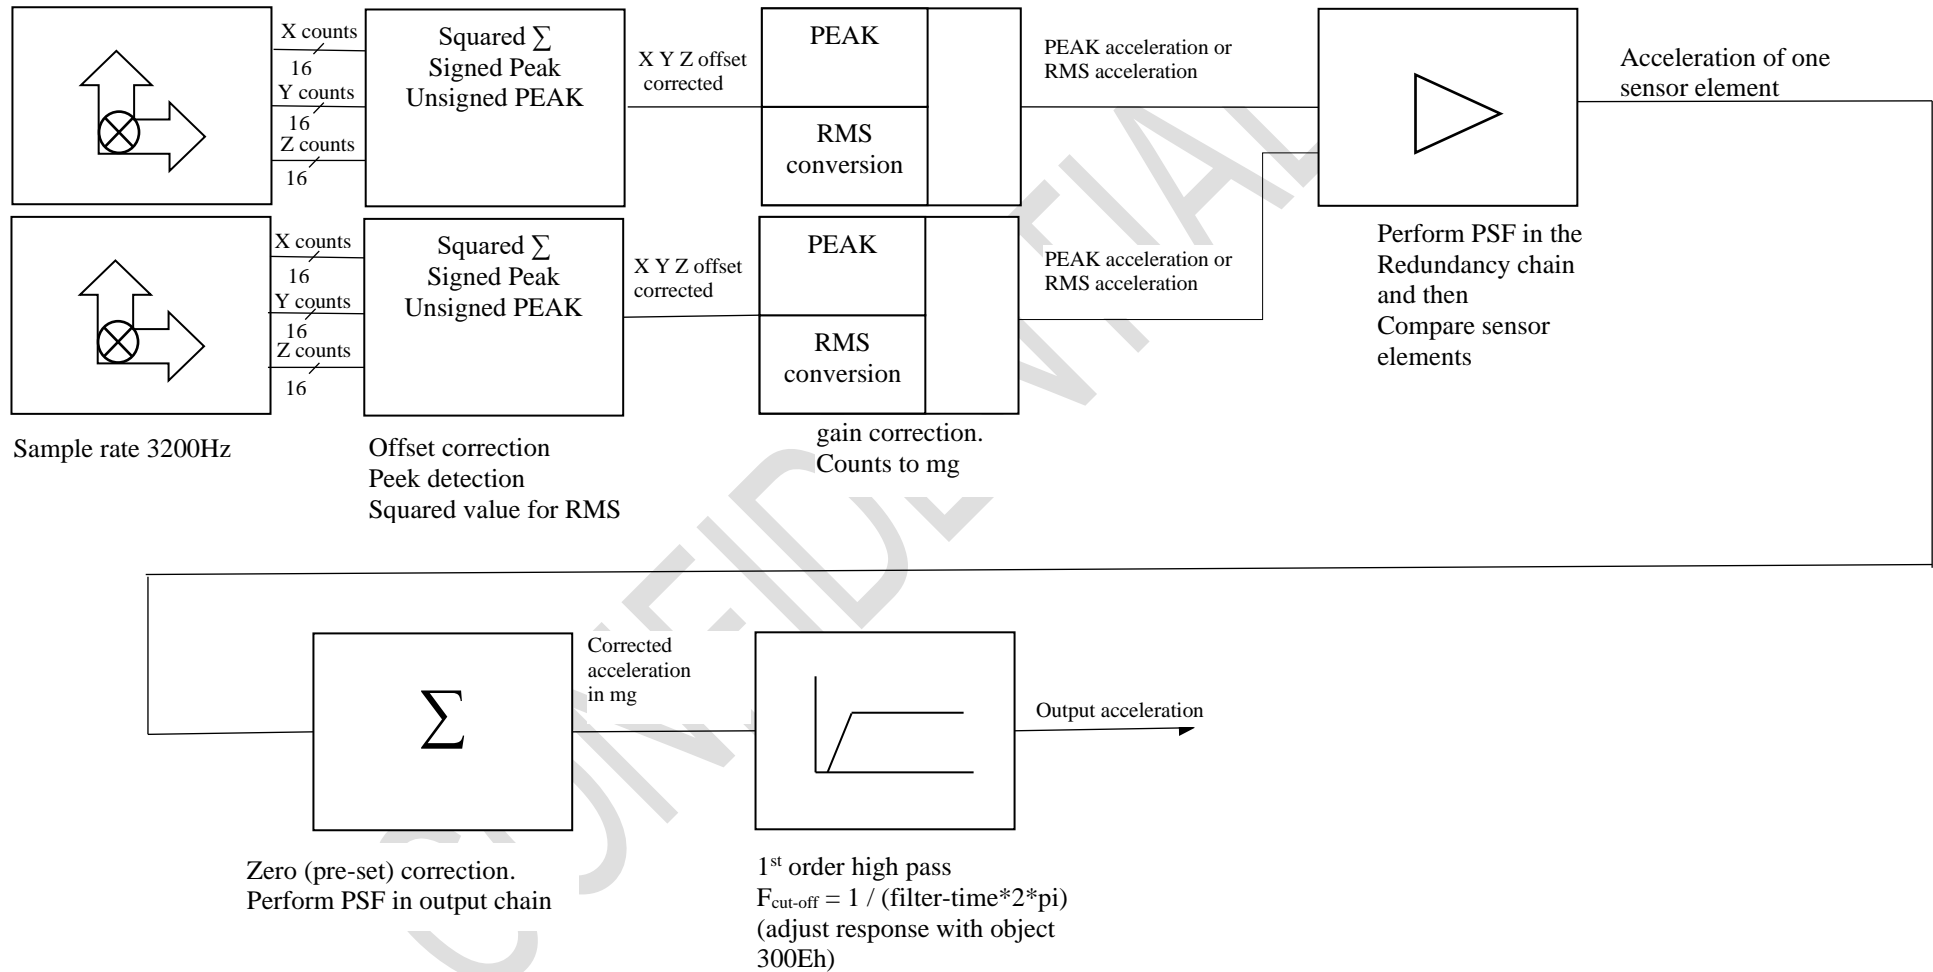 X counts
16
Y counts
16
Z counts
16
Squared ∑
Signed Peak
Unsigned PEAK
X Y Z offset
corrected
PEAK
RMS
conversion
PEAK acceleration or
RMS acceleration
Acceleration of one
sensor element
X counts
16
Y counts
16
Z counts
16
Squared ∑
Signed Peak
Unsigned PEAK
X Y Z offset
corrected
PEAK
RMS
conversion
PEAK acceleration or
RMS acceleration
Perform PSF in the
Redundancy chain
and then
Compare sensor
elements
Sample rate 3200Hz
Offset correction
Peek detection
Squared value for RMS
gain correction.
Counts to mg
∑
Corrected
acceleration
in mg
Output acceleration
Zero (pre-set) correction.
Perform PSF in output chain
1st order high pass
Fcut-off = 1 / (filter-time*2*pi)
(adjust response with object
300Eh)
CONFIDENTIAL